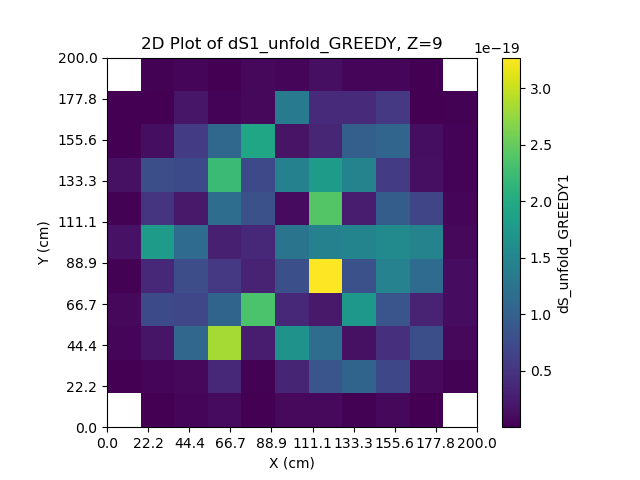 2D Plot of dS1_unfold_GREEDY, Z=9
1e−19
200.0
177.8
155.6
133.3
111.1
88.9
66.7
44.4
22.2
0.0
Y (cm)
0.0 22.2 44.4 66.7 88.9 111.1 133.3 155.6 177.8 200.0
X (cm)
3.0
2.5
2.0
1.5
1.0
0.5
dS_unfold_GREEDY1